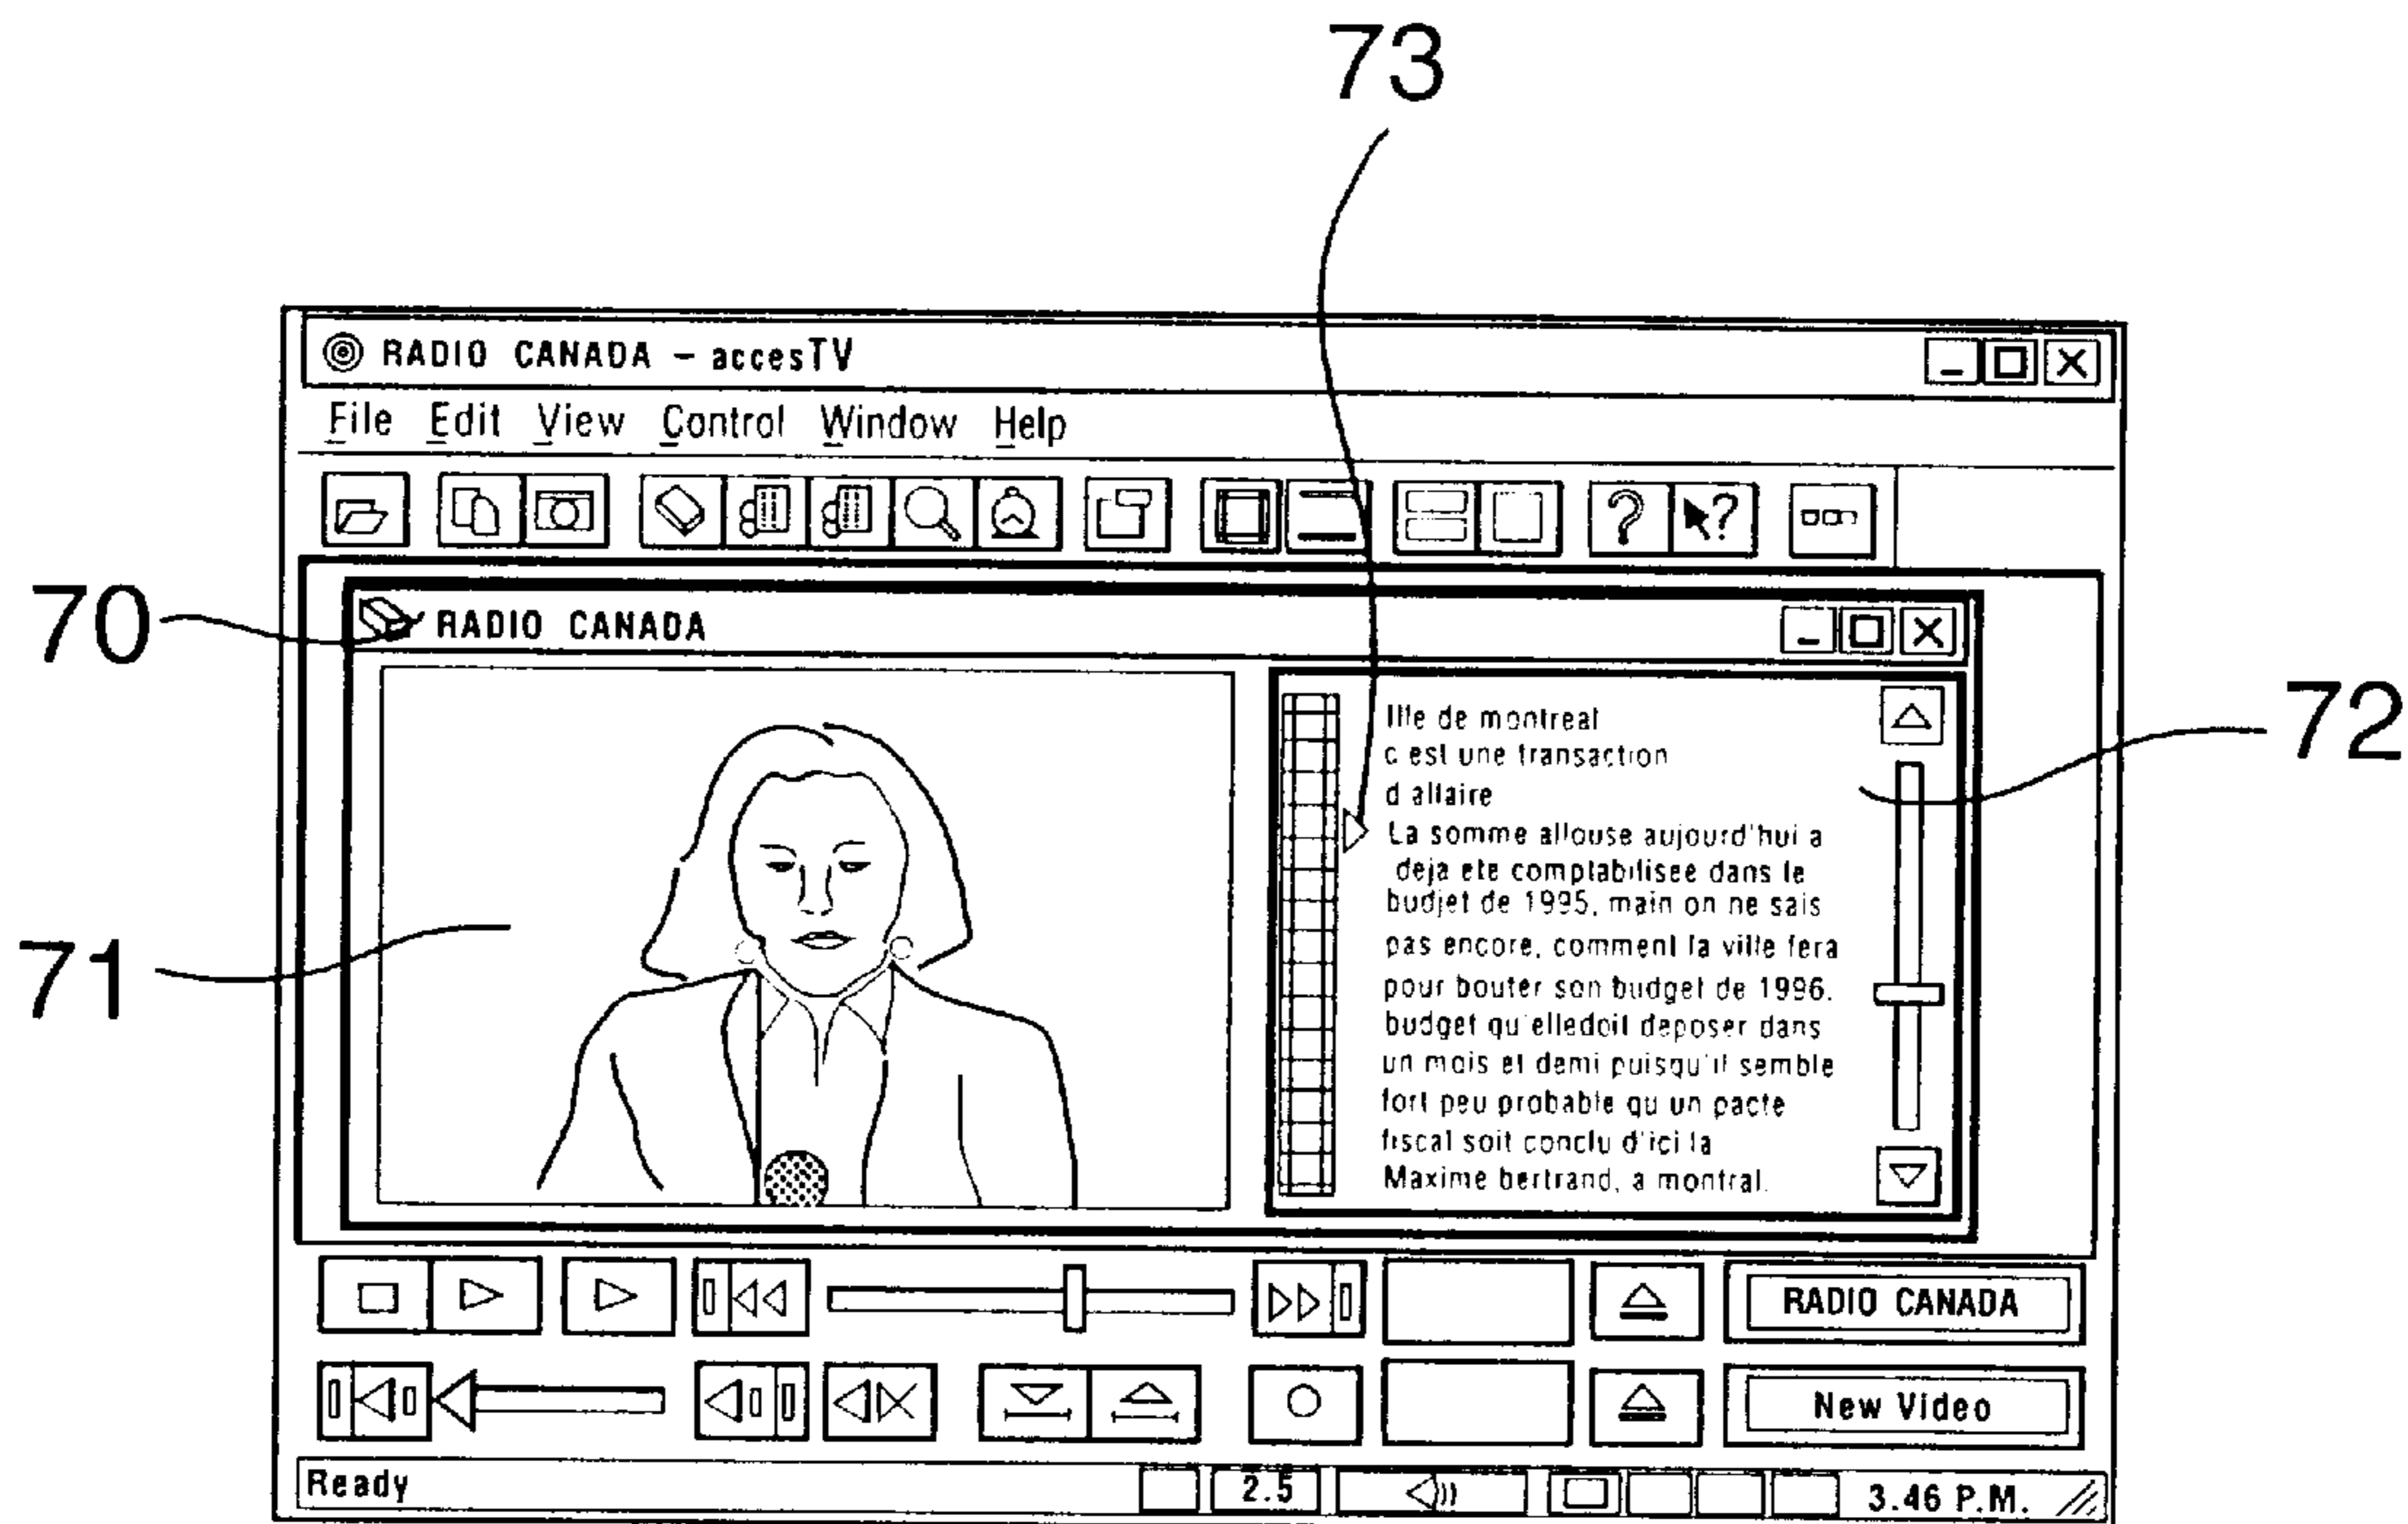 73
RADIO CANADA - accesTV
File Edit View Control Window Help
70
RADIO CANADA
71
72
Ille de montreal
c est une transaction
d allaire
La somme allouse aujourd'hui a
deja ete comptabilisee dans le
budjet de 1995, main on ne sais
pas encore, comment la ville fera
pour bouter son budget de 1996.
budget qu'elledoit deposer dans
un mois et demi puisqu'il semble
fort peu probable qu un pacte
fiscal soit conclu d'ici la
Maxime bertrand, a montral.
RADIO CANADA
New Video
Ready
2.5
3.46 P.M.